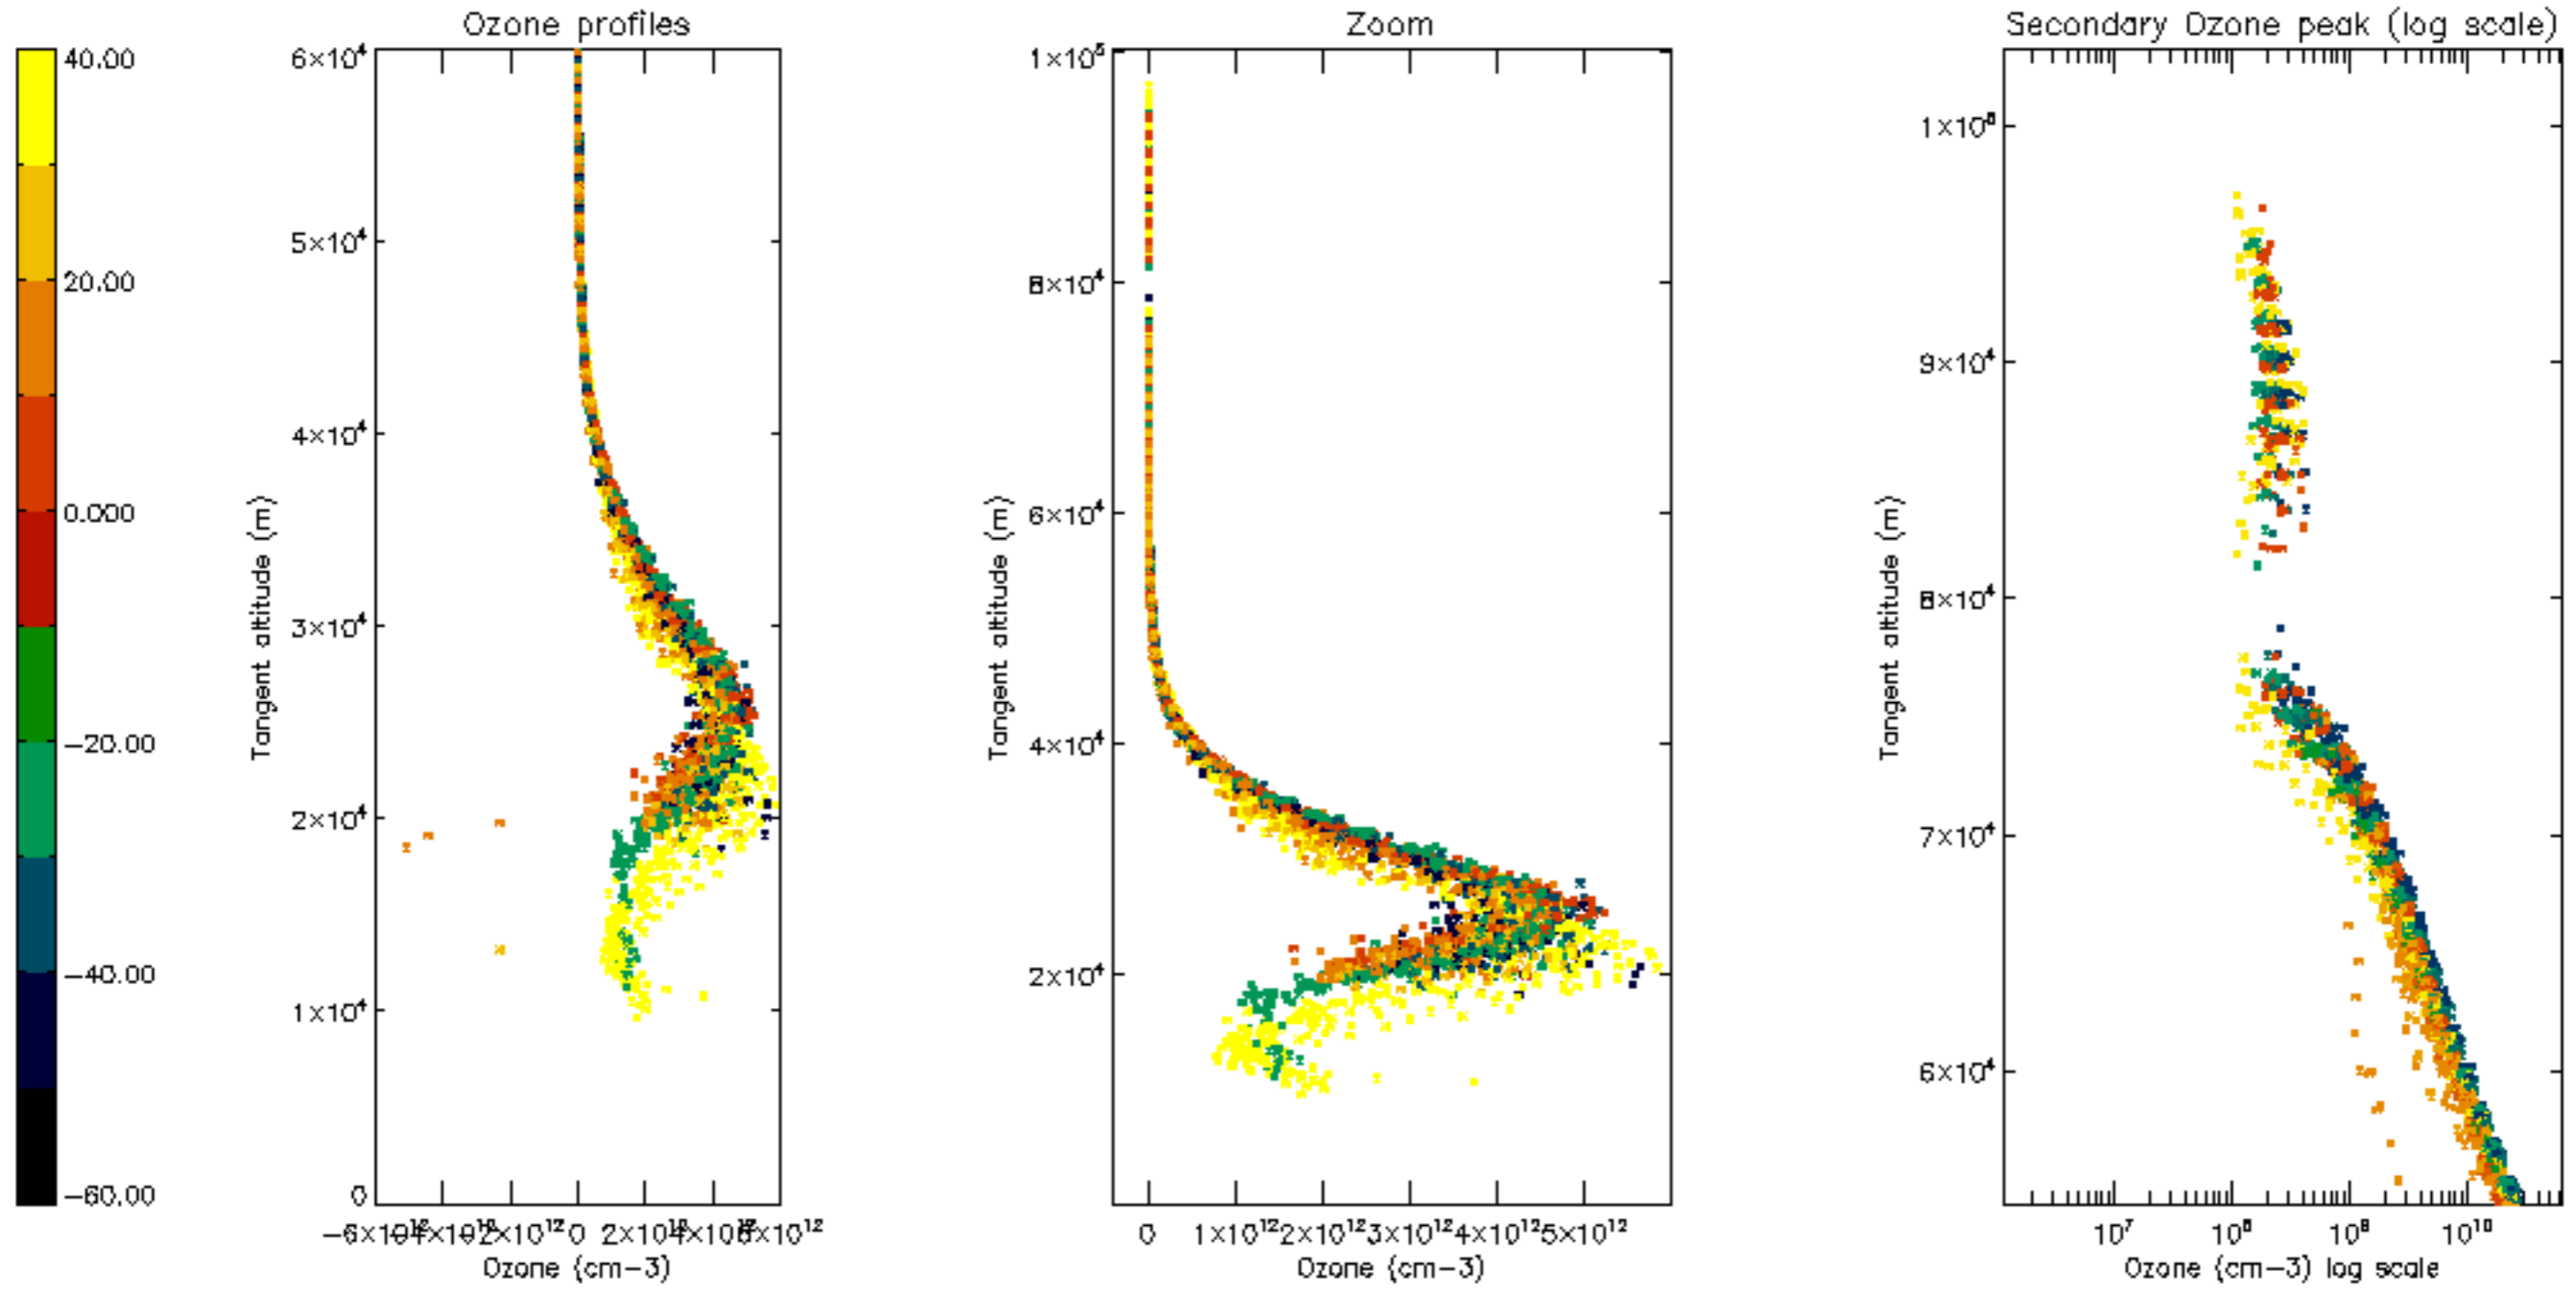 Ozone profiles
Zoom
Secondary Ozone peak (log scale)
40.00
20.00
0.000
−20.00
−40.00
−60.00
6×10⁴
5×10⁴
4×10⁴
3×10⁴
2×10⁴
1×10⁴
0
Tangent altitude (m)
0
Ozone (cm−3)
1×10⁵
8×10⁴
6×10⁴
4×10⁴
2×10⁴
Tangent altitude (m)
0 1×10¹² 2×10¹² 3×10¹² 4×10¹² 5×10¹²
Ozone (cm−3)
9×10⁴
8×10⁴
7×10⁴
6×10⁴
Tangent altitude (m)
10⁷ 10¹⁰
Ozone (cm−3) log scale